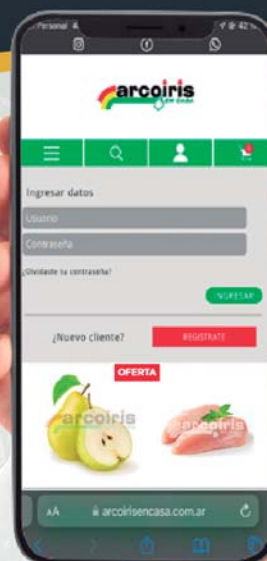 Personal
arcoiris
EN CASA
Ingresar datos
Usuario
Contraseña
¿Olvidaste tu contraseña?
INGRESAR
¿Nuevo cliente?
REGISTRATE
OFERTA
arcoiris
arcoiris
AA
arcoirisencasa.com.ar